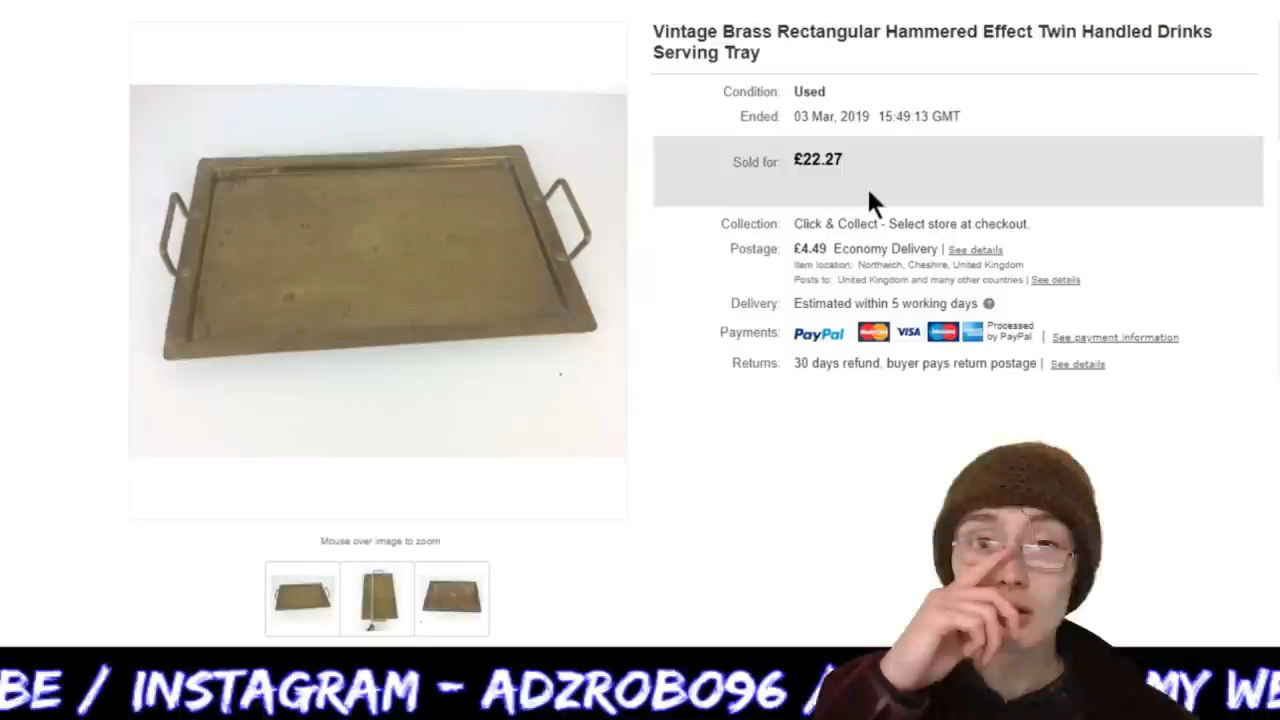 Vintage Brass Rectangular Hammered Effect Twin Handled Drinks
Serving Tray
Condition: Used
Ended: 03 Mar, 2019 15:49:13 GMT
Sold for: £22.27
Collection: Click & Collect - Select store at checkout.
Postage: £4.49 Economy Delivery | See details
Item location: Northwich, Cheshire, United Kingdom
Posts to: United Kingdom and many other countries | See details
Delivery: Estimated within 5 working days ?
Payments: PayPal MasterCard VISA Maestro Processed by PayPal | See payment information
Returns: 30 days refund, buyer pays return postage | See details
Mouse over image to zoom
BE / INSTAGRAM - ADZROBO96 / MY WE